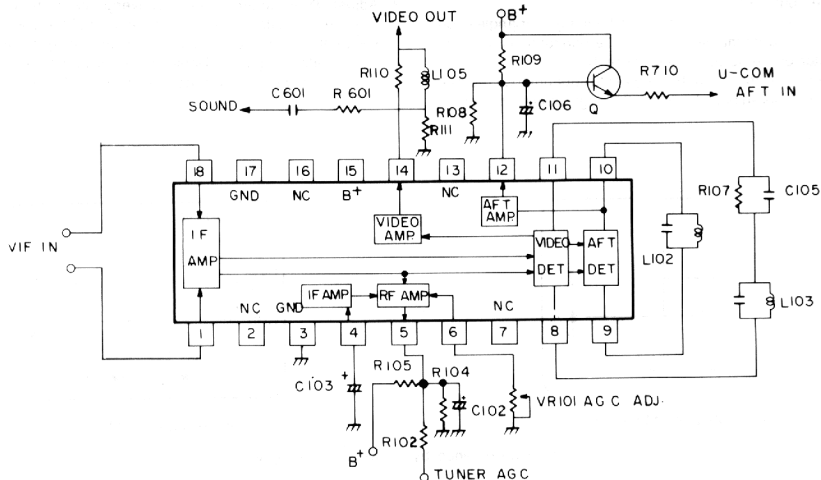 VIDEO OUT
B+
R109
R110
L105
R710
U-COM
AFT IN
C601
R 601
SOUND
R108
C106
Q
R111
18
17
16
15
14
13
12
11
10
GND
NC
B+
NC
R107
C105
VIF IN
IF
AMP
VIDEO
AMP
AFT
AMP
VIDEO
DET
AFT
DET
L102
IF AMP
RF AMP
NC
GND
NC
L103
1
2
3
4
5
6
7
8
9
C103
R105
R104
C102
VR101 AGC ADJ.
R102
B+
TUNER AGC